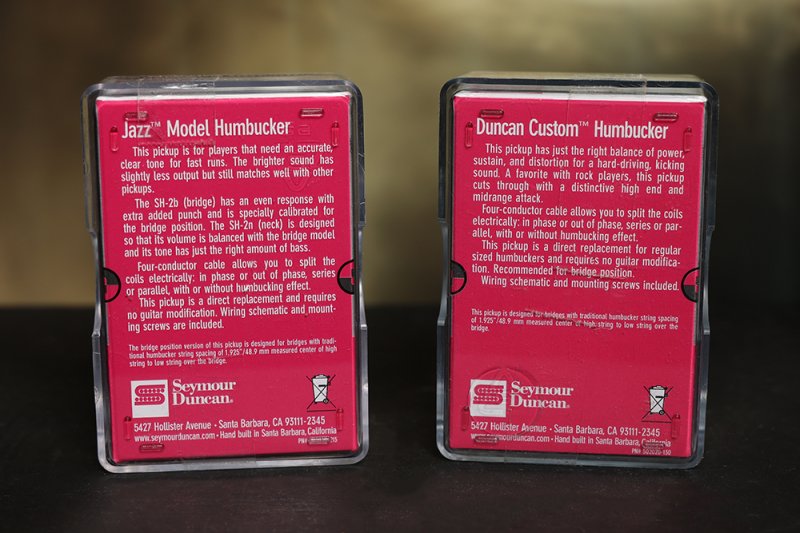 Jazz™ Model Humbucker
This pickup is for players that need an accurate,
clear tone for fast runs. The brighter sound has
slightly less output but still matches well with other
pickups.
The SH-2b (bridge) has an even response with
extra added punch and is specially calibrated for
the bridge position. The SH-2n (neck) is designed
so that its volume is balanced with the bridge model
and its tone has just the right amount of bass.
Four-conductor cable allows you to split the
coils electrically: in phase or out of phase, series
or parallel, with or without humbucking effect.
This pickup is a direct replacement and requires
no guitar modification. Wiring schematic and mount-
ing screws are included.
The bridge position version of this pickup is designed for bridges with tradi-
tional humbucker string spacing of 1.925"/48.9 mm measured center of high
string to low string over the bridge.
Seymour
Duncan®
5427 Hollister Avenue • Santa Barbara, CA 93111-2345
www.seymourduncan.com • Hand built in Santa Barbara, California
Duncan Custom™ Humbucker
This pickup has just the right balance of power,
sustain, and distortion for a hard-driving, kicking
sound. A favorite with rock players, this pickup
cuts through with a distinctive high end and
midrange attack.
Four-conductor cable allows you to split the coils
electrically: in phase or out of phase, series or par-
allel, with or without humbucking effect.
This pickup is a direct replacement for regular
sized humbuckers and requires no guitar modifica-
tion. Recommended for bridge position.
Wiring schematic and mounting screws included.
This pickup is designed for bridges with traditional humbucker string spacing
of 1.925"/48.9 mm measured center of high string to low string over the
bridge.
Seymour
Duncan®
5427 Hollister Avenue • Santa Barbara, CA 93111-2345
www.seymourduncan.com • Hand built in Santa Barbara, California
PN# 502020-150